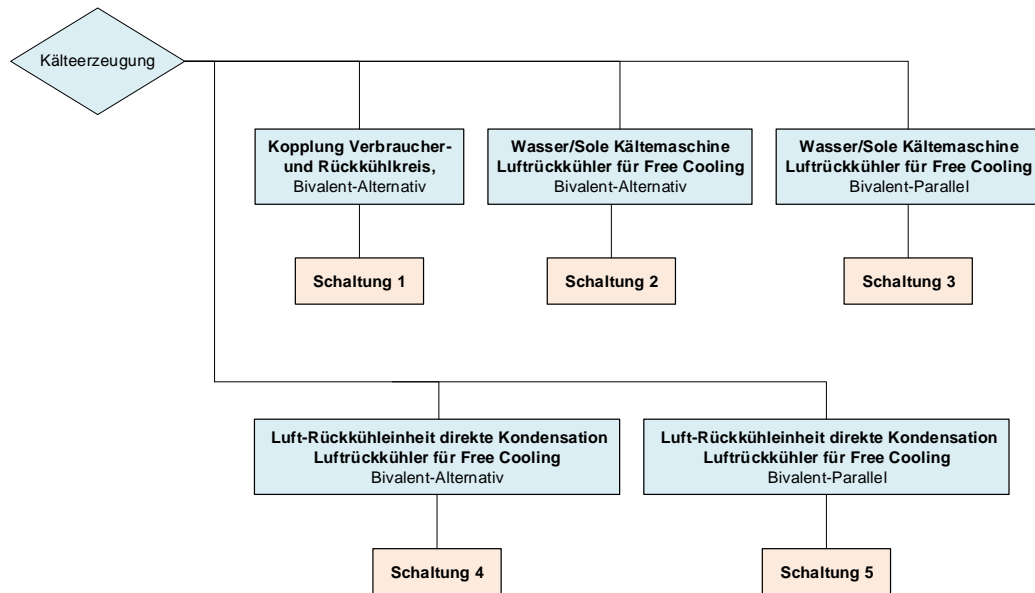 Kälteerzeugung
Kopplung Verbraucher-
und Rückkühlkreis,
Bivalent-Alternativ
Wasser/Sole Kältemaschine
Luftrückkühler für Free Cooling
Bivalent-Alternativ
Wasser/Sole Kältemaschine
Luftrückkühler für Free Cooling
Bivalent-Parallel
Schaltung 1
Schaltung 2
Schaltung 3
Luft-Rückkühleinheit direkte Kondensation
Luftrückkühler für Free Cooling
Bivalent-Alternativ
Luft-Rückkühleinheit direkte Kondensation
Luftrückkühler für Free Cooling
Bivalent-Parallel
Schaltung 4
Schaltung 5